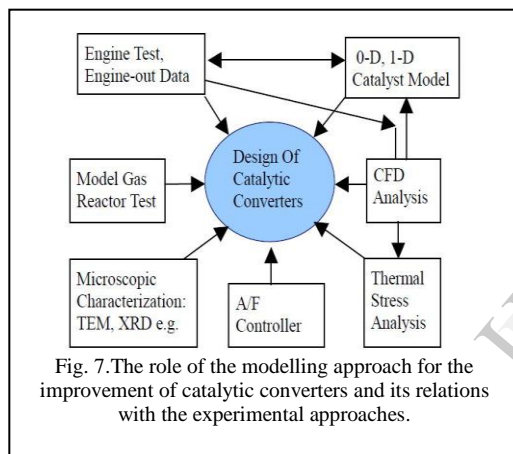 Engine Test,
Engine-out Data
0-D, 1-D
Catalyst Model
Design Of
Catalytic
Converters
Model Gas
Reactor Test
CFD
Analysis
Microscopic
Characterization:
TEM, XRD e.g.
A/F
Controller
Thermal
Stress
Analysis
Fig. 7.The role of the modelling approach for the
improvement of catalytic converters and its relations
with the experimental approaches.